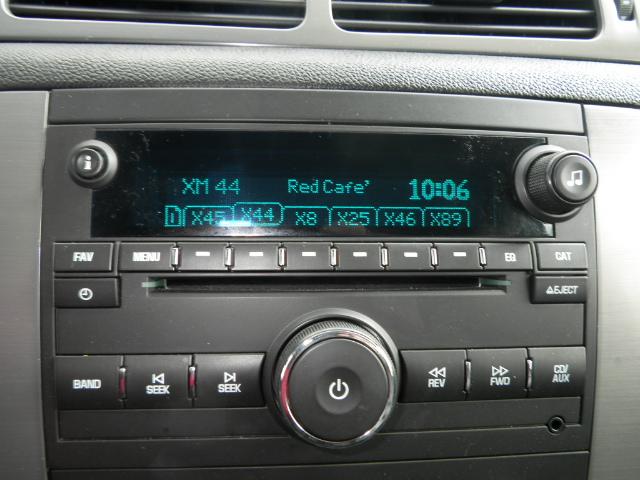 XM 44 Red Cafe' 10:06
1 X45 X44 X8 X25 X46 X89
FAV MENU EQ CAT
EJECT
BAND SEEK SEEK REV FWD CD/AUX